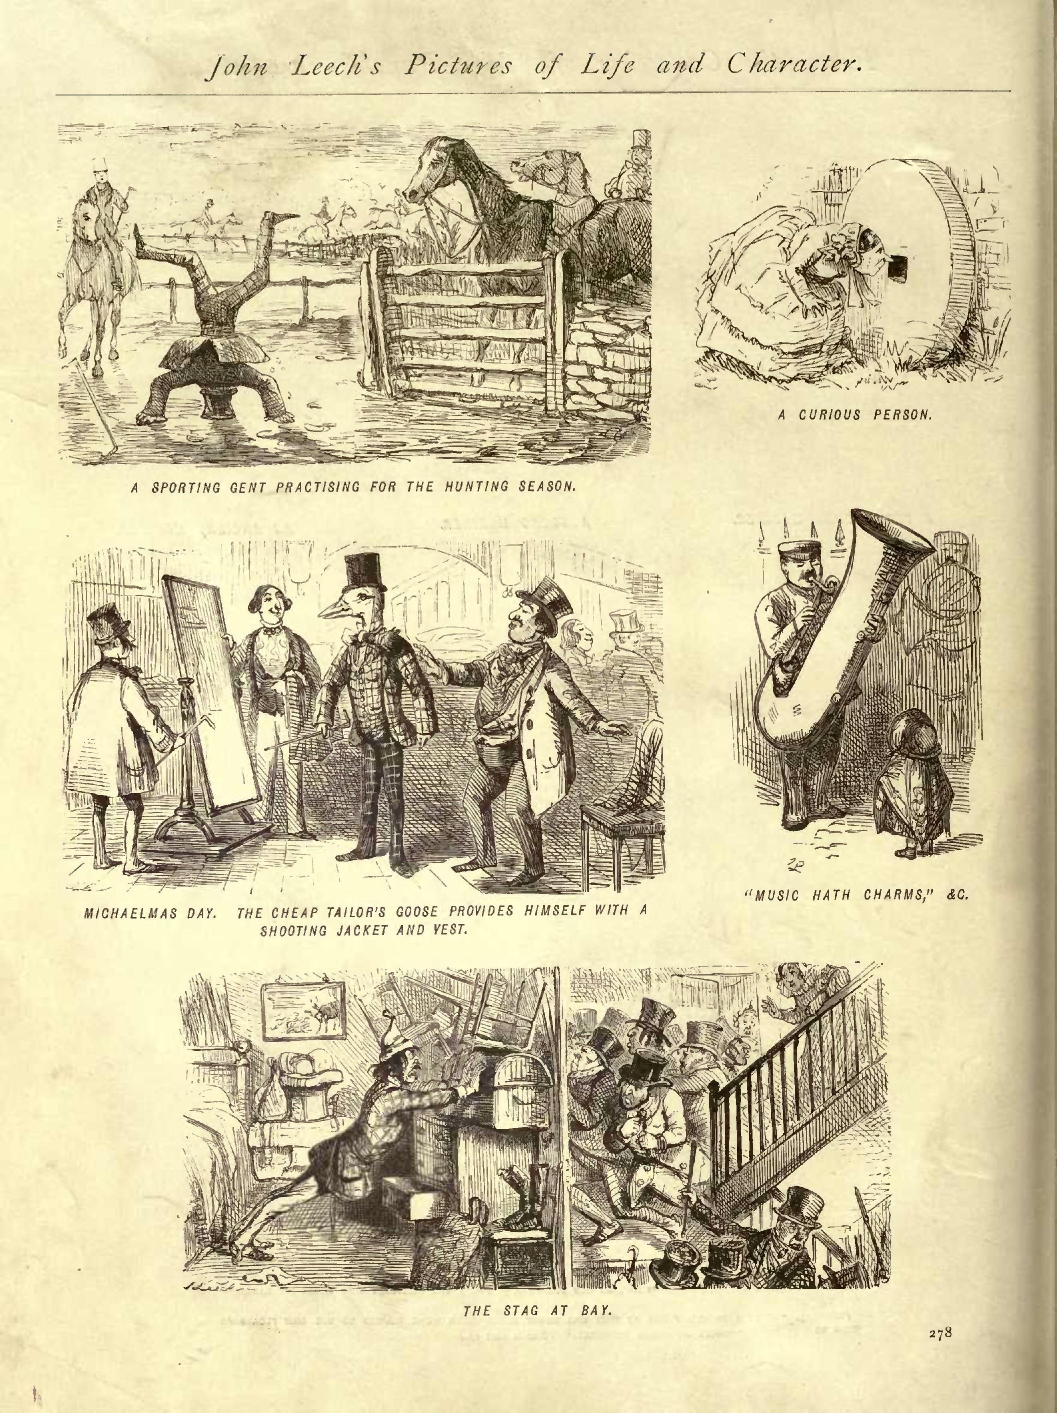 John Leech's Pictures of Life and Character.
A CURIOUS PERSON.
A SPORTING GENT PRACTISING FOR THE HUNTING SEASON.
"MUSIC HATH CHARMS," &C.
MICHAELMAS DAY. THE CHEAP TAILOR'S GOOSE PROVIDES HIMSELF WITH A
SHOOTING JACKET AND VEST.
THE STAG AT BAY.
278